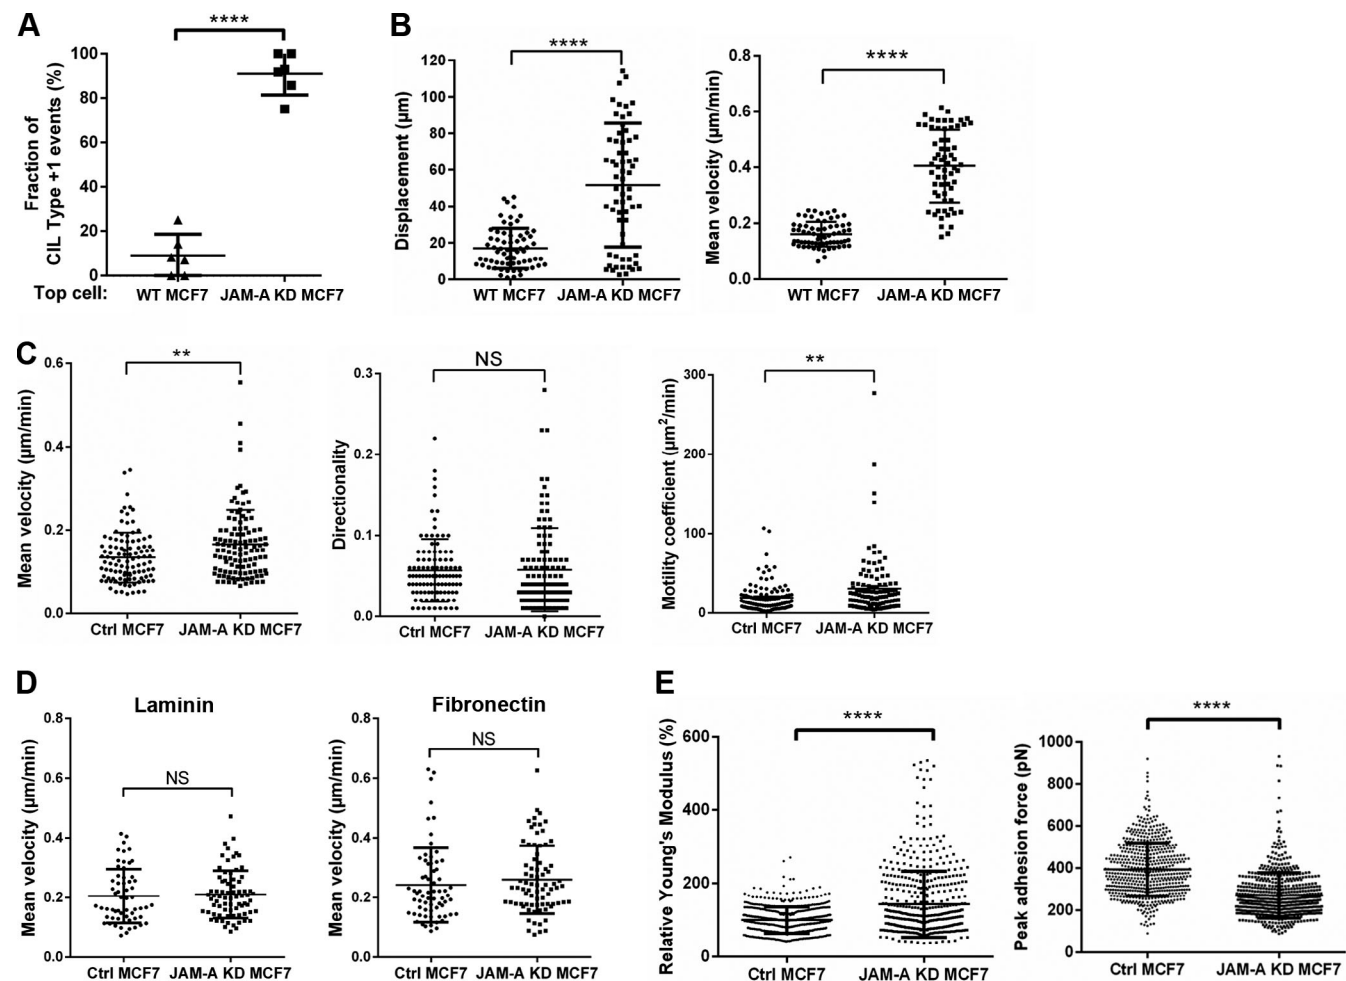 A
Fraction of
CIL Type +1 events (%)
100
80
60
40
20
0
****
Top cell:
WT MCF7
JAM-A KD MCF7
B
Displacement (µm)
120
100
80
60
40
20
0
****
WT MCF7
JAM-A KD MCF7
Mean velocity (µm/min)
0.8
0.6
0.4
0.2
0.0
****
WT MCF7
JAM-A KD MCF7
C
Mean velocity (µm/min)
0.6
0.4
0.2
0.0
**
Ctrl MCF7
JAM-A KD MCF7
Directionality
0.3
0.2
0.1
0.0
NS
Ctrl MCF7
JAM-A KD MCF7
Motility coefficient (µm²/min)
300
200
100
0
**
Ctrl MCF7
JAM-A KD MCF7
D
Laminin
Mean velocity (µm/min)
0.8
0.6
0.4
0.2
0.0
NS
Ctrl MCF7
JAM-A KD MCF7
Fibronectin
Mean velocity (µm/min)
0.8
0.6
0.4
0.2
0.0
NS
Ctrl MCF7
JAM-A KD MCF7
E
Relative Young's Modulus (%)
600
400
200
0
****
Ctrl MCF7
JAM-A KD MCF7
Peak adhesion force (pN)
1000
800
600
400
200
0
****
Ctrl MCF7
JAM-A KD MCF7